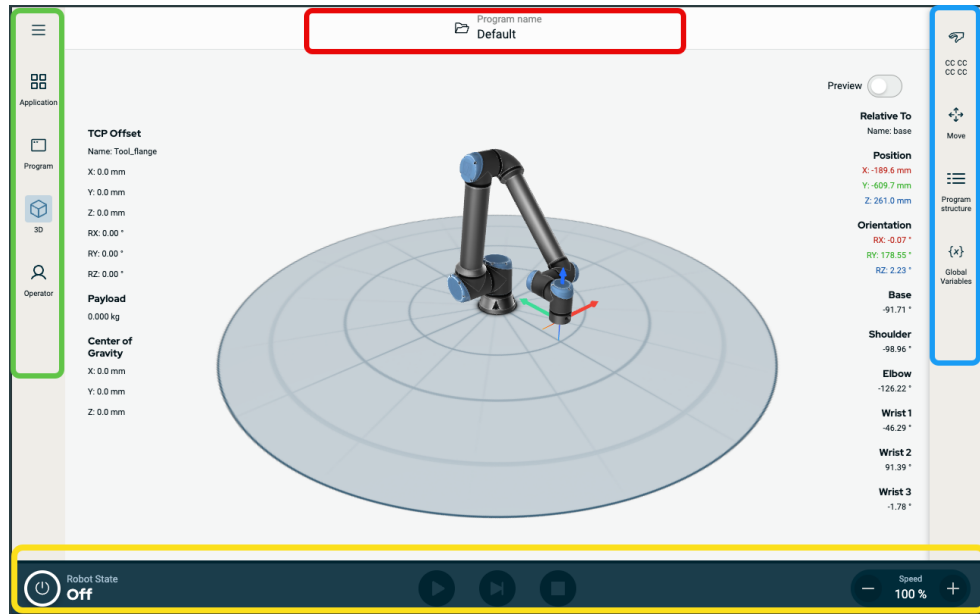 Program name
Default
Application
Program
3D
Operator
TCP Offset
Name: Tool_flange
X: 0.0 mm
Y: 0.0 mm
Z: 0.0 mm
RX: 0.00 °
RY: 0.00 °
RZ: 0.00 °
Payload
0.000 kg
Center of
Gravity
X: 0.0 mm
Y: 0.0 mm
Z: 0.0 mm
Preview
Relative To
Name: base
Position
X: -189.6 mm
Y: -609.7 mm
Z: 261.0 mm
Orientation
RX: -0.07 °
RY: 178.55 °
RZ: 2.23 °
Base
-91.71 °
Shoulder
-98.96 °
Elbow
-126.22 °
Wrist 1
-46.29 °
Wrist 2
91.39 °
Wrist 3
-1.78 °
CC CC
CC CC
Move
Program
structure
{x}
Global
Variables
Robot State
Off
Speed
100 %